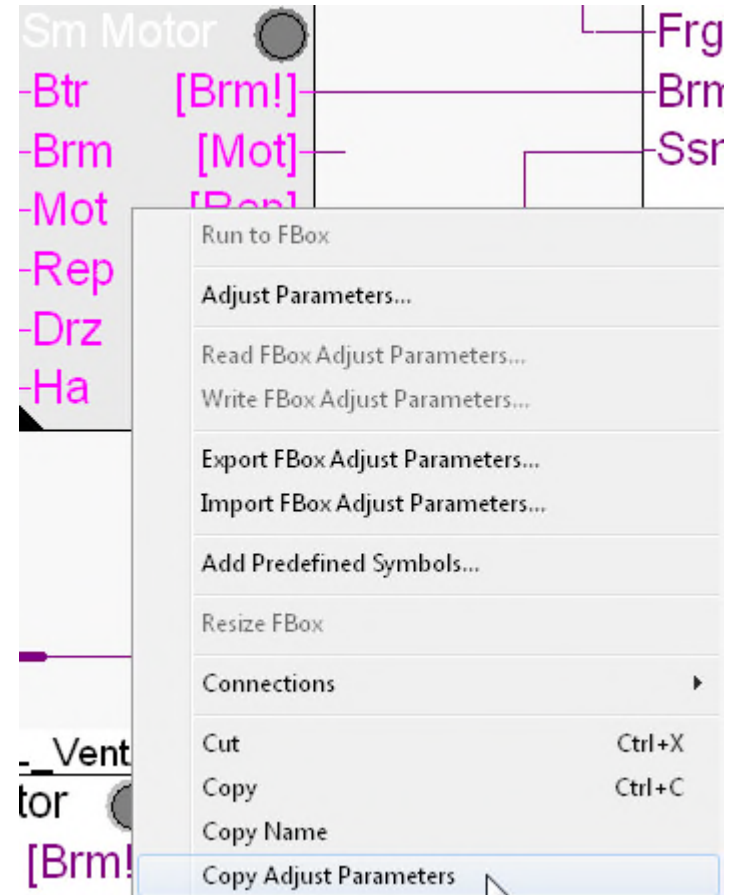 Sm Motor
Frg
Btr [Brm!]
Brm
Brm [Mot]
Mot
Run to FBox
Rep
Adjust Parameters...
Drz
Read FBox Adjust Parameters...
Ha
Write FBox Adjust Parameters...
Export FBox Adjust Parameters...
Import FBox Adjust Parameters...
Add Predefined Symbols...
Resize FBox
Connections
Cut Ctrl+X
_Vent
Copy Ctrl+C
tor
Copy Name
[Brm!
Copy Adjust Parameters